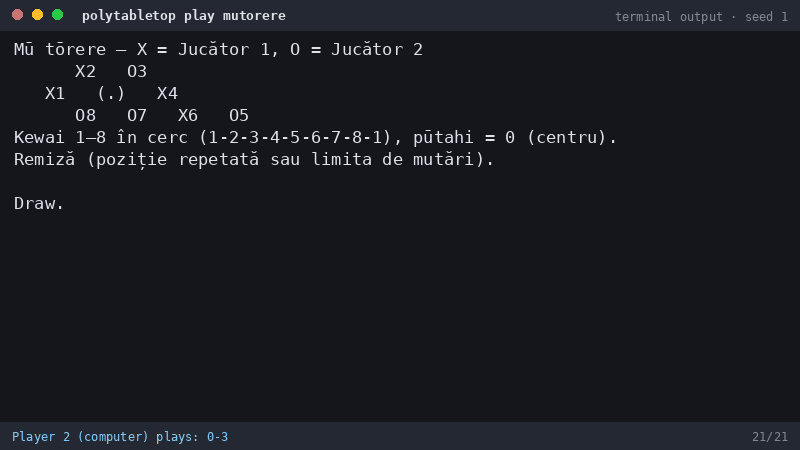 polytabletop play mutorere
terminal output · seed 1
Mū tōrere — X = Jucător 1, O = Jucător 2
X2 O3
X1 (.) X4
O8 O7 X6 O5
Kewai 1–8 în cerc (1-2-3-4-5-6-7-8-1), pūtahi = 0 (centru).
Remiză (poziție repetată sau limita de mutări).
Draw.
Player 2 (computer) plays: 0-3
21/21